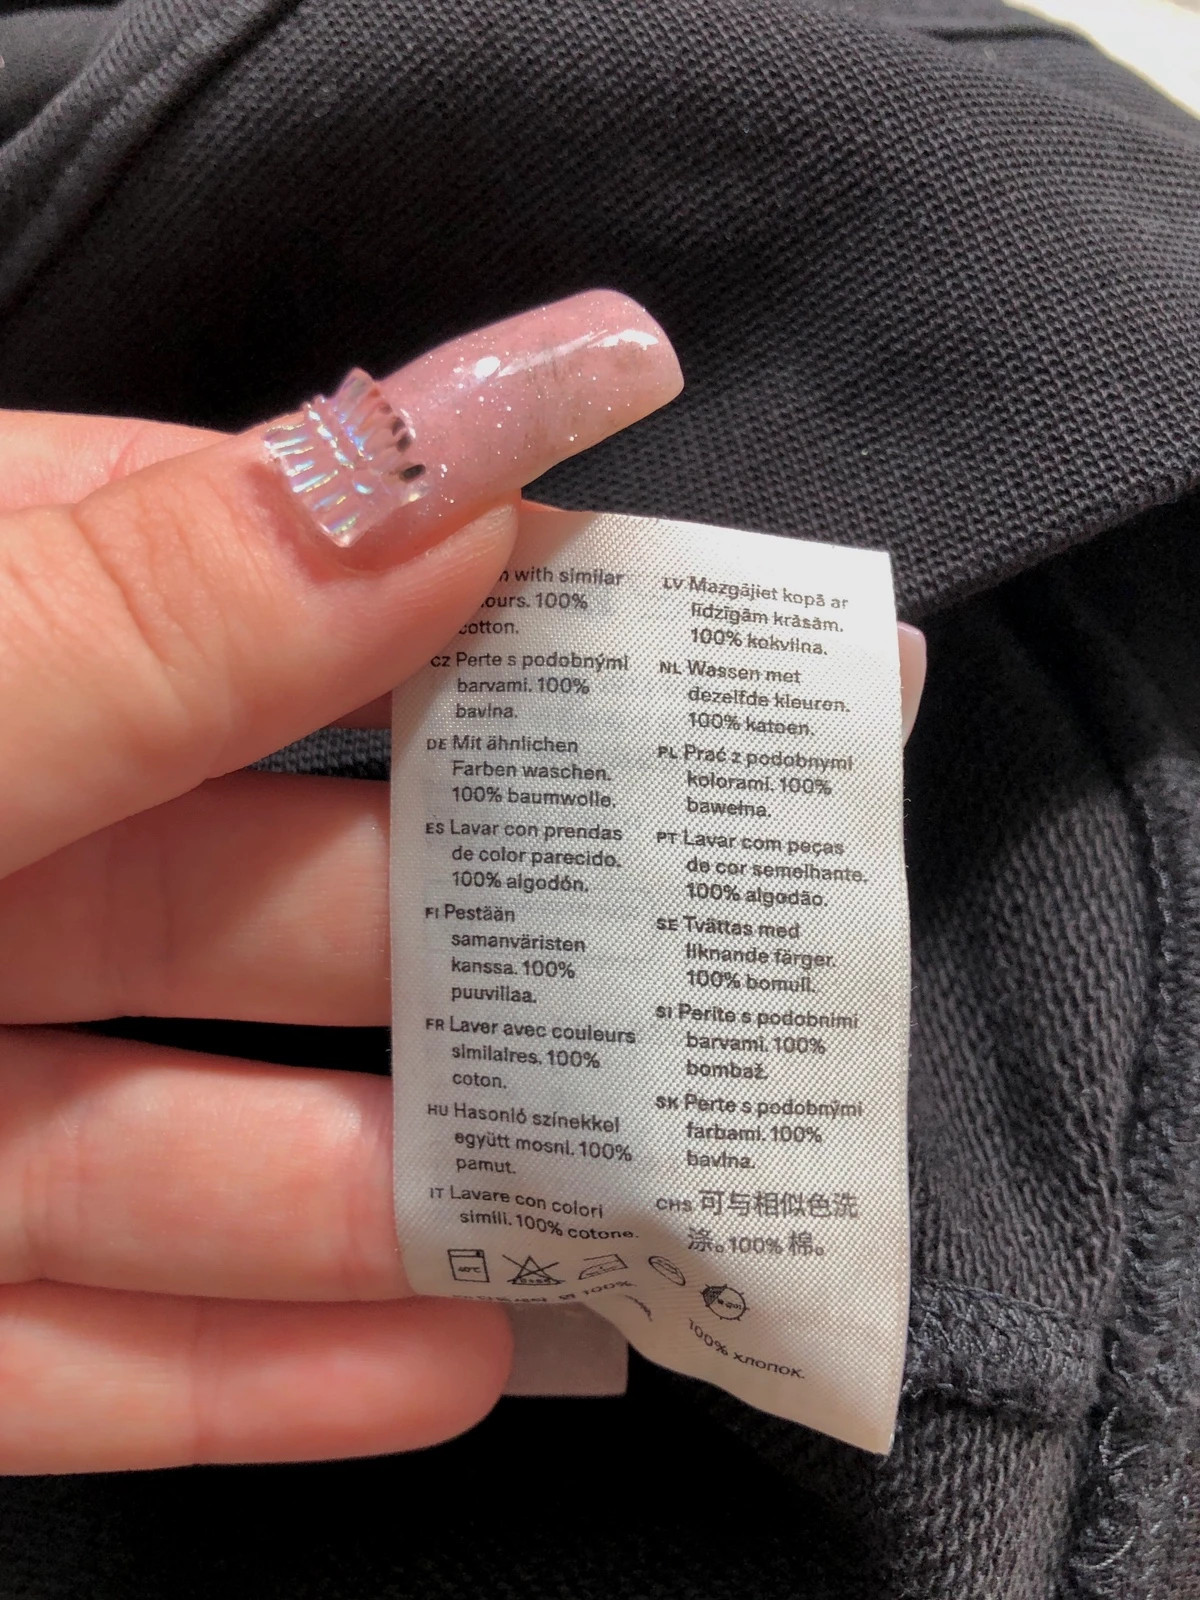 with similar
ours. 100%
cotton.
CZ Perte s podobnými
barvami. 100%
bavlna.
DE Mit ähnlichen
Farben waschen.
100% baumwolle.
ES Lavar con prendas
de color parecido.
100% algodón.
FI Pestään
samanväristen
kanssa. 100%
puuvillaa.
FR Laver avec couleurs
similaires. 100%
coton.
HU Hasonló színekkel
együtt mosni. 100%
pamut.
IT Lavare con colori
simili. 100% cotone.
LV Mazgājiet kopā ar
līdzīgām krāsām.
100% kokvilna.
NL Wassen met
dezelfde kleuren.
100% katoen.
PL Prać z podobnymi
kolorami. 100%
bawełna.
PT Lavar com peças
de cor semelhante.
100% algodão.
SE Tvättas med
liknande färger.
100% bomull.
SI Perite s podobnimi
barvami. 100%
bombaž.
SK Perte s podobnými
farbami. 100%
bavlna.
CHS 可与相似色洗
涤。100% 棉。
40°C
100%
100% хлопок.